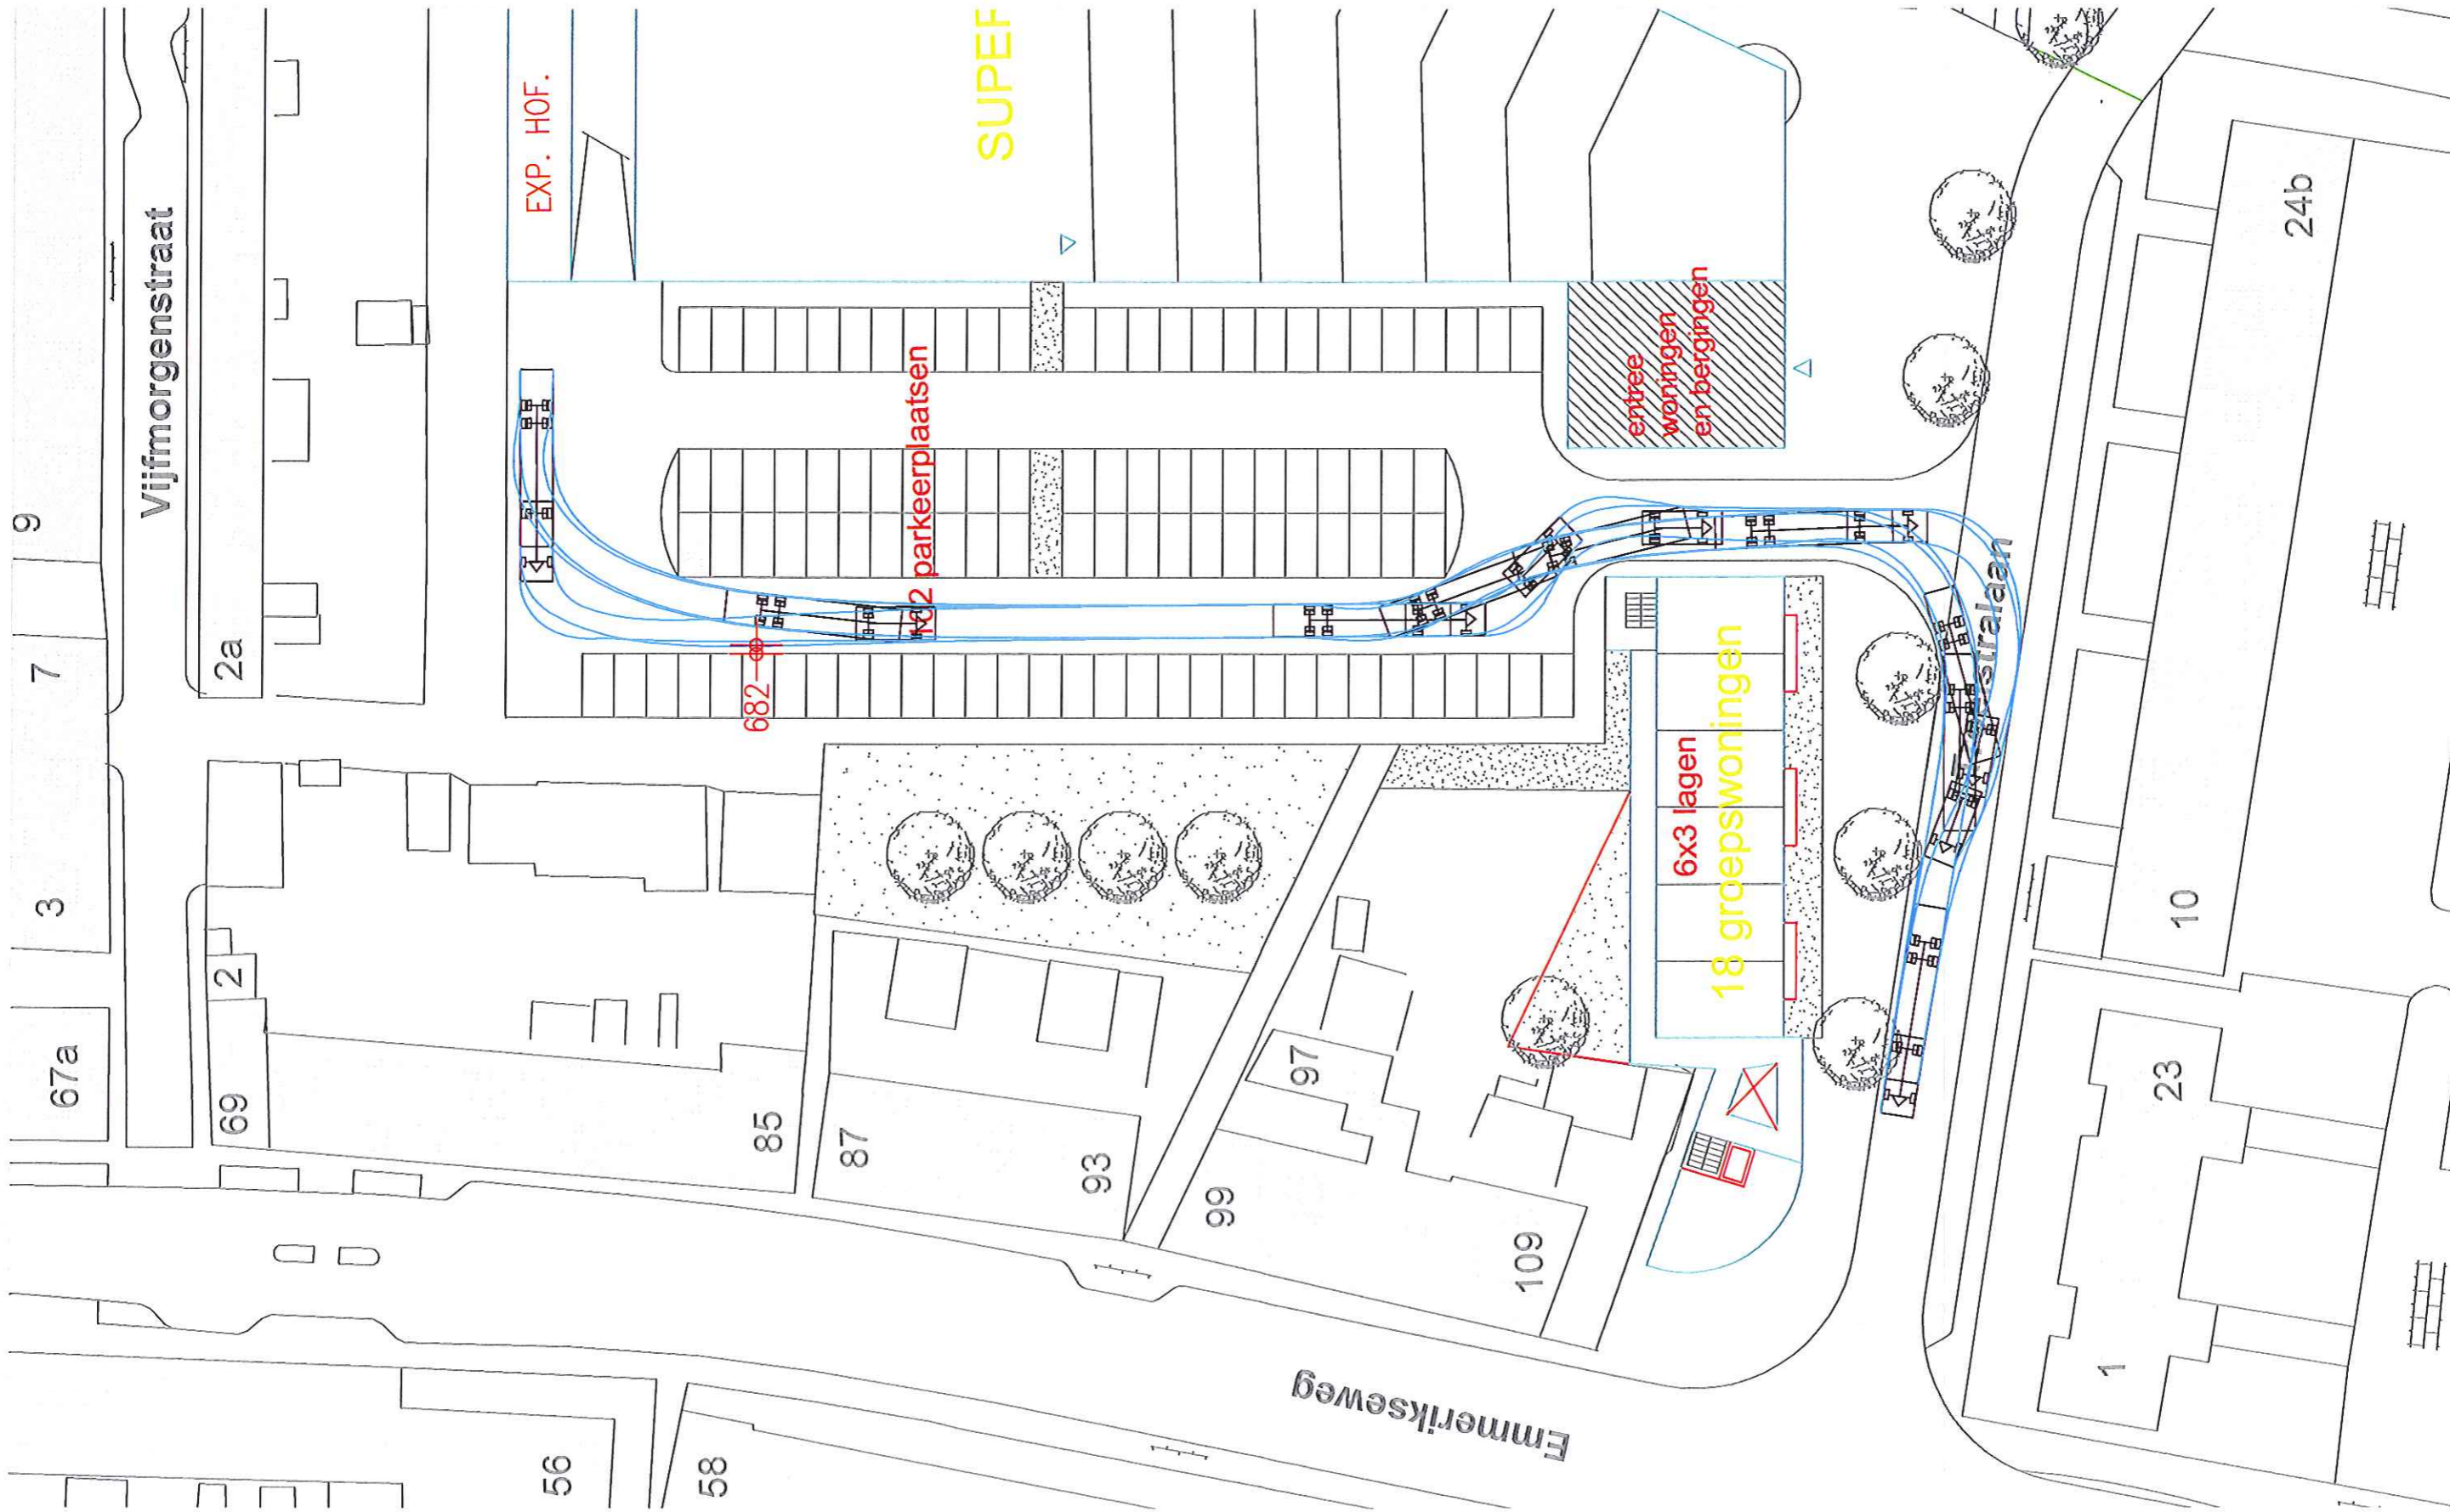 9
7
3
67a
Vijfmorgenstraat
2a
2
69
85
87
93
97
99
109
56
58
EXP. HOF.
SUPER
parkeerplaatsen
682
entree
woningen
en bergingen
6x3 lagen
18 groepswoningen
stralaan
Emmerikseweg
24b
10
23
1